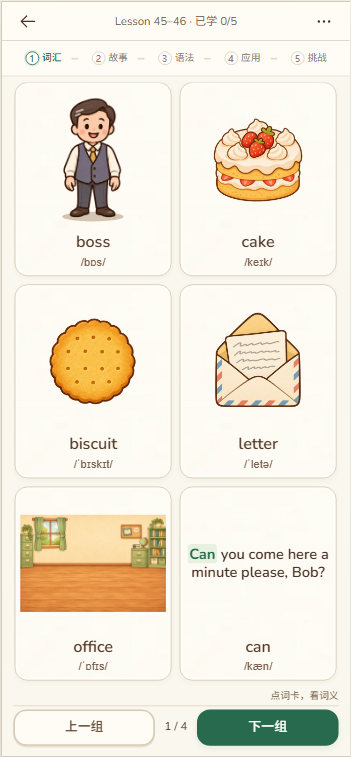 Lesson 45-46 · 已学 0/5
1 词汇 – 2 故事 – 3 语法 – 4 应用 – 5 挑战
boss
/bɒs/
cake
/keɪk/
biscuit
/ˈbɪskɪt/
letter
/ˈletə/
office
/ˈɒfɪs/
Can you come here a
minute please, Bob?
can
/kæn/
点词卡，看词义
上一组
1 / 4
下一组